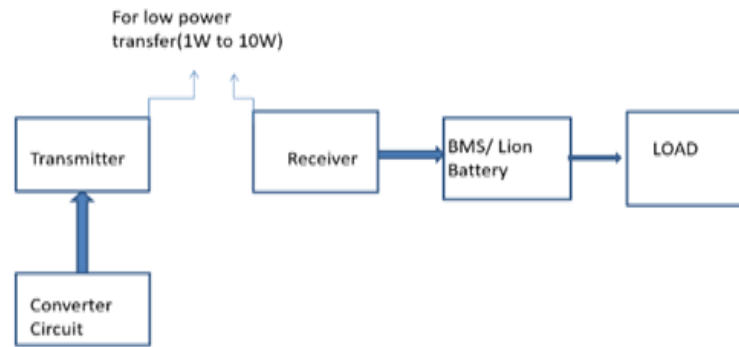 For low power
transfer(1W to 10W)
Transmitter
Receiver
BMS/ Lion
Battery
LOAD
Converter
Circuit